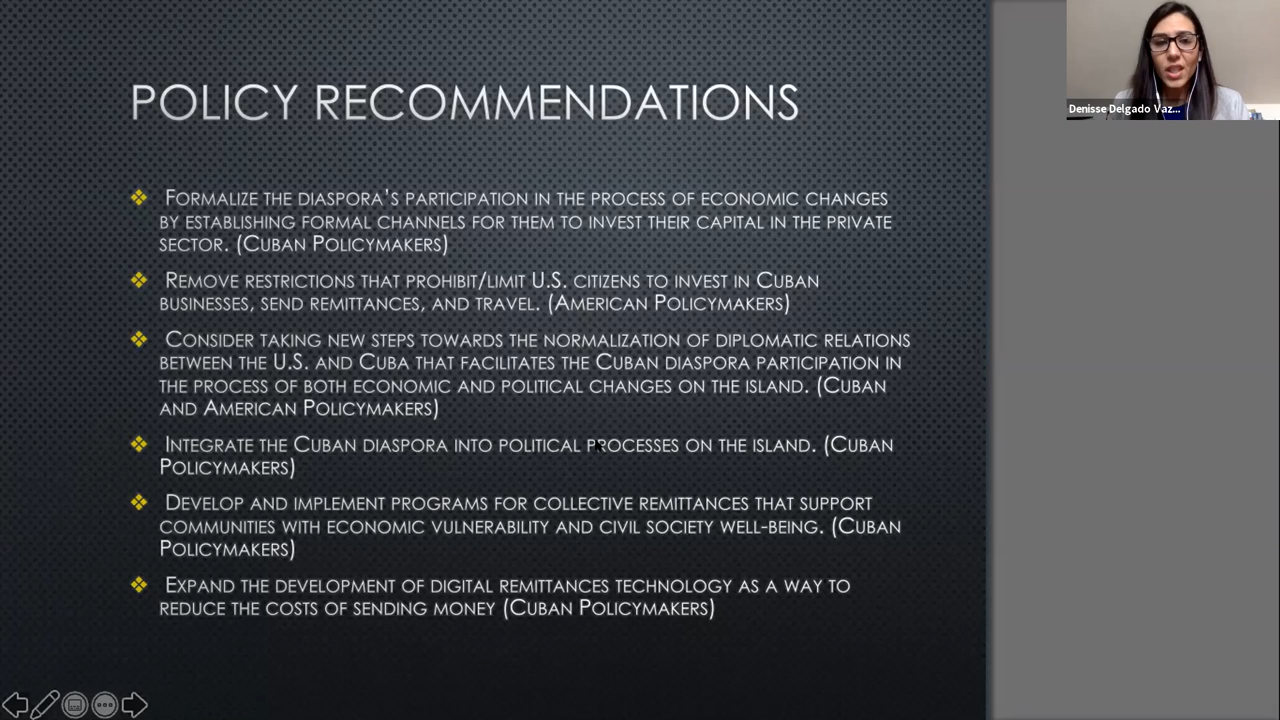 POLICY RECOMMENDATIONS
FORMALIZE THE DIASPORA'S PARTICIPATION IN THE PROCESS OF ECONOMIC CHANGES
BY ESTABLISHING FORMAL CHANNELS FOR THEM TO INVEST THEIR CAPITAL IN THE PRIVATE
SECTOR. (CUBAN POLICYMAKERS)
REMOVE RESTRICTIONS THAT PROHIBIT/LIMIT U.S. CITIZENS TO INVEST IN CUBAN
BUSINESSES, SEND REMITTANCES, AND TRAVEL. (AMERICAN POLICYMAKERS)
CONSIDER TAKING NEW STEPS TOWARDS THE NORMALIZATION OF DIPLOMATIC RELATIONS
BETWEEN THE U.S. AND CUBA THAT FACILITATES THE CUBAN DIASPORA PARTICIPATION IN
THE PROCESS OF BOTH ECONOMIC AND POLITICAL CHANGES ON THE ISLAND. (CUBAN
AND AMERICAN POLICYMAKERS)
INTEGRATE THE CUBAN DIASPORA INTO POLITICAL PROCESSES ON THE ISLAND. (CUBAN
POLICYMAKERS)
DEVELOP AND IMPLEMENT PROGRAMS FOR COLLECTIVE REMITTANCES THAT SUPPORT
COMMUNITIES WITH ECONOMIC VULNERABILITY AND CIVIL SOCIETY WELL-BEING. (CUBAN
POLICYMAKERS)
EXPAND THE DEVELOPMENT OF DIGITAL REMITTANCES TECHNOLOGY AS A WAY TO
REDUCE THE COSTS OF SENDING MONEY (CUBAN POLICYMAKERS)
Denisse Delgado Vaz...